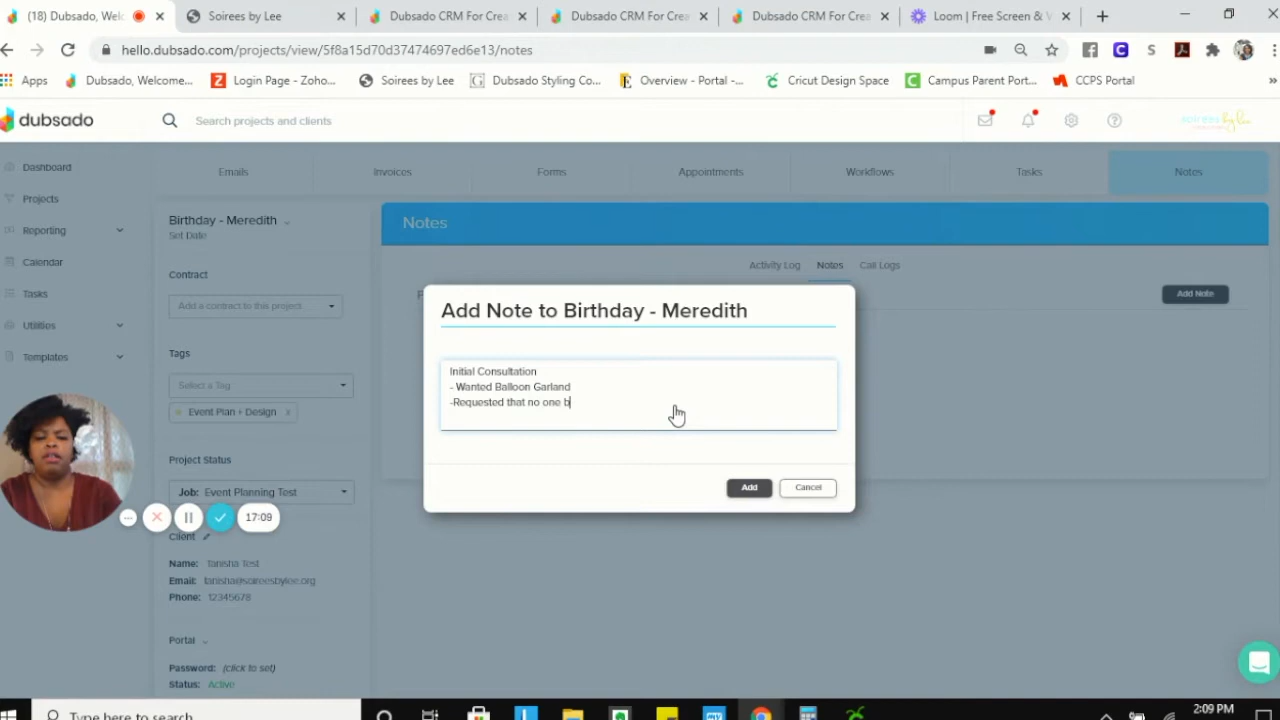 (18) Dubsado, Welc
Soirees by Lee
Dubsado CRM For Crea
Dubsado CRM For Crea
Dubsado CRM For Crea
Loom | Free Screen & V
hello.dubsado.com/projects/view/5f8a15d70d37474697ed6e13/notes
Apps
Dubsado, Welcome...
Login Page - Zoho...
Soirees by Lee
Dubsado Styling Co...
Overview - Portal -...
Cricut Design Space
Campus Parent Port...
CCPS Portal
dubsado
Search projects and clients
soirees by lee
Dashboard
Projects
Reporting
Calendar
Tasks
Utilities
Templates
Emails
Invoices
Forms
Appointments
Workflows
Tasks
Notes
Birthday - Meredith
Set Date
Contract
Add a contract to this project
Tags
Select a Tag
Event Plan + Design x
Project Status
Job: Event Planning Test
17:09
Client
Name: Tanisha Test
Email: tanisha@soireesbylee.org
Phone: 12345678
Portal
Password: (click to set)
Status: Active
Notes
Activity Log
Notes
Call Logs
Add Note
Add Note to Birthday - Meredith
Initial Consultation
- Wanted Balloon Garland
-Requested that no one b
Add
Cancel
Type here to search
2:09 PM